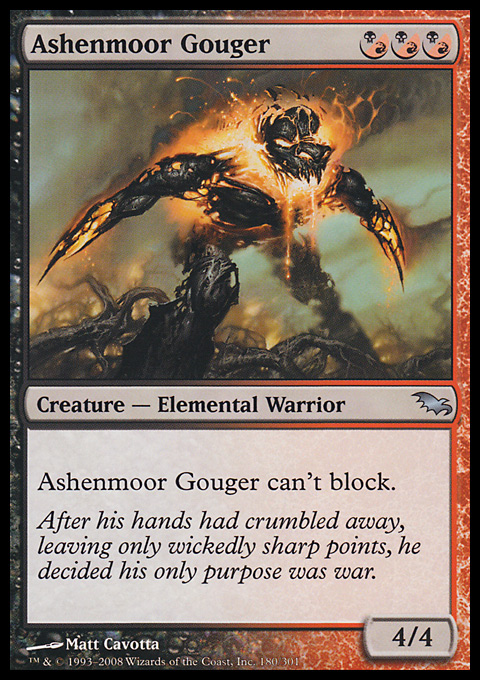 Ashenmoor Gouger
Creature — Elemental Warrior
Ashenmoor Gouger can't block.
After his hands had crumbled away,
leaving only wickedly sharp points, he
decided his only purpose was war.
4/4
Matt Cavotta
™ & © 1993–2008 Wizards of the Coast, Inc. 180/301